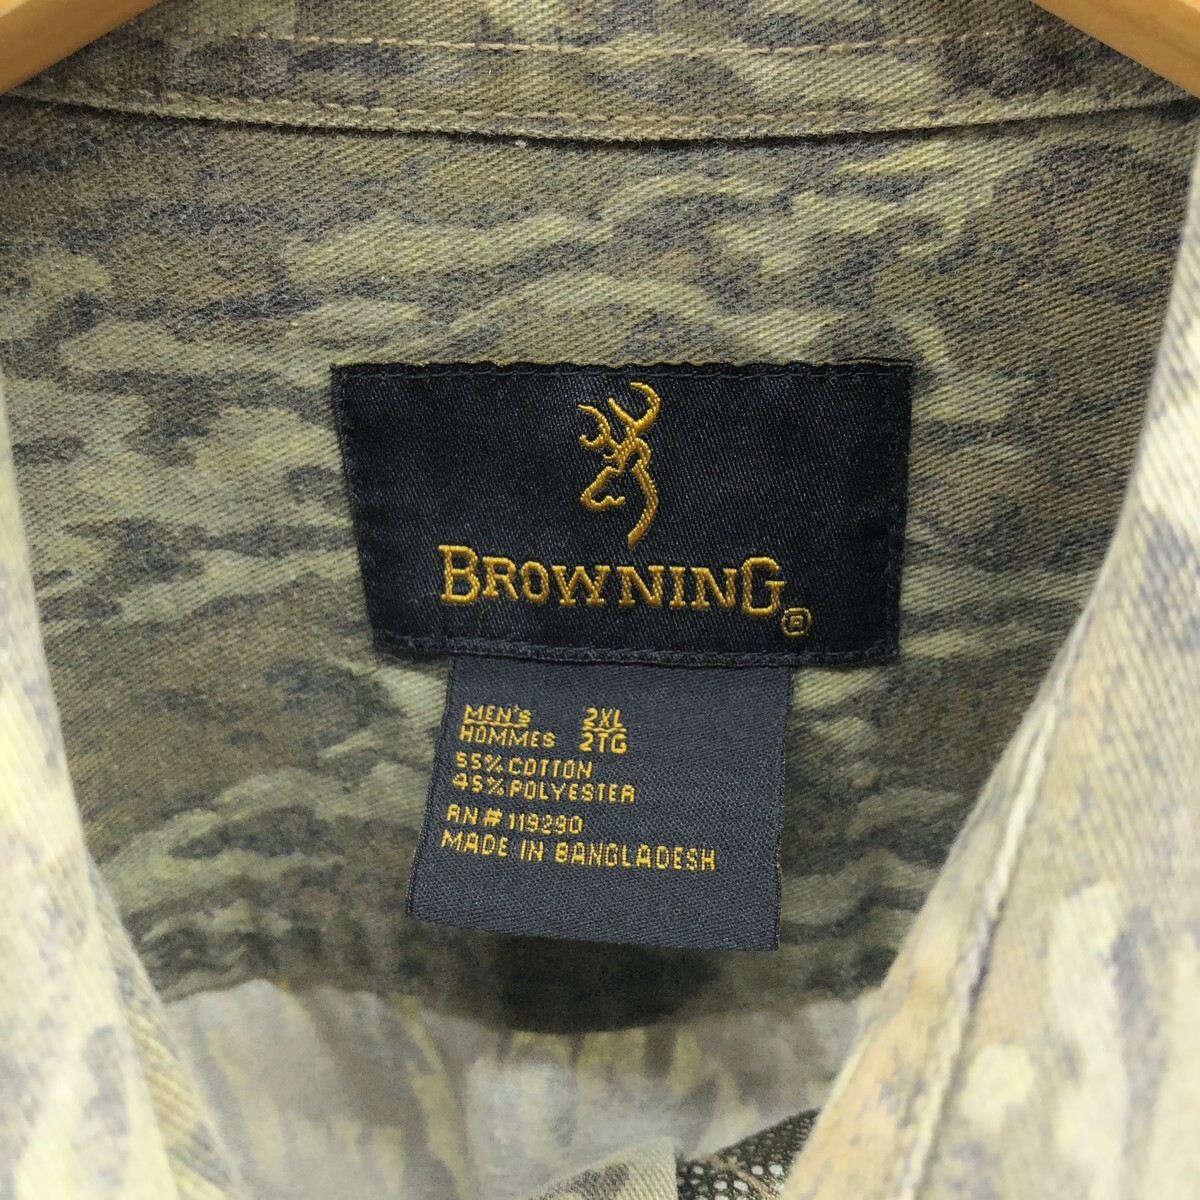 BROWNING®
MEN'S 2XL
HOMMES 2TG
55% COTTON
45% POLYESTER
RN# 119290
MADE IN BANGLADESH